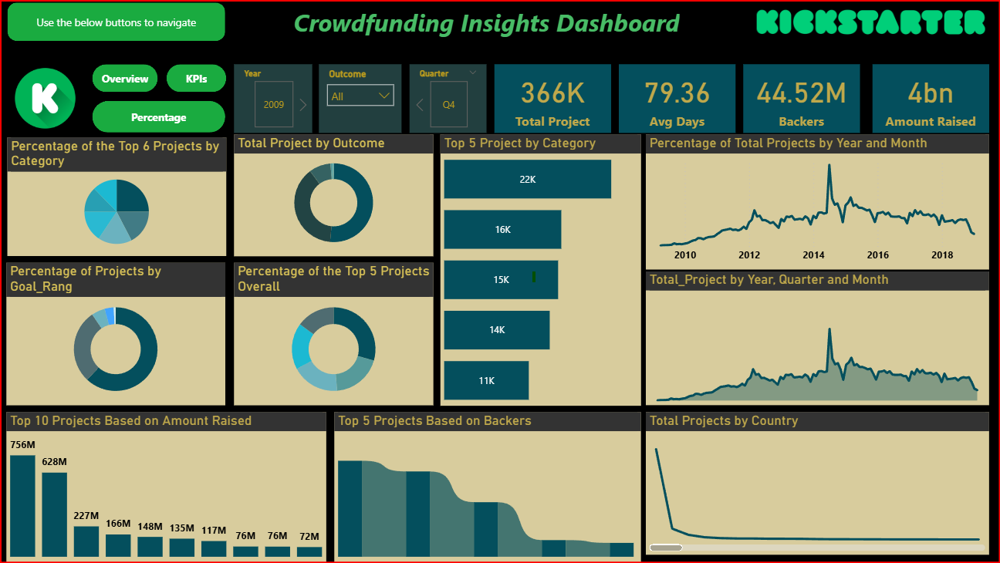 Use the below buttons to navigate
Crowdfunding Insights Dashboard
KICKSTARTER
K
Overview
KPIs
Percentage
Year
2009
Outcome
All
Quarter
Q4
366K
Total Project
79.36
Avg Days
44.52M
Backers
4bn
Amount Raised
Percentage of the Top 6 Projects by
Category
Total Project by Outcome
Top 5 Project by Category
22K
16K
15K
14K
11K
Percentage of Total Projects by Year and Month
2010 2012 2014 2016 2018
Percentage of Projects by
Goal_Rang
Percentage of the Top 5 Projects
Overall
Total_Project by Year, Quarter and Month
Top 10 Projects Based on Amount Raised
756M
628M
227M
166M
148M
135M
117M
76M
76M
72M
Top 5 Projects Based on Backers
Total Projects by Country